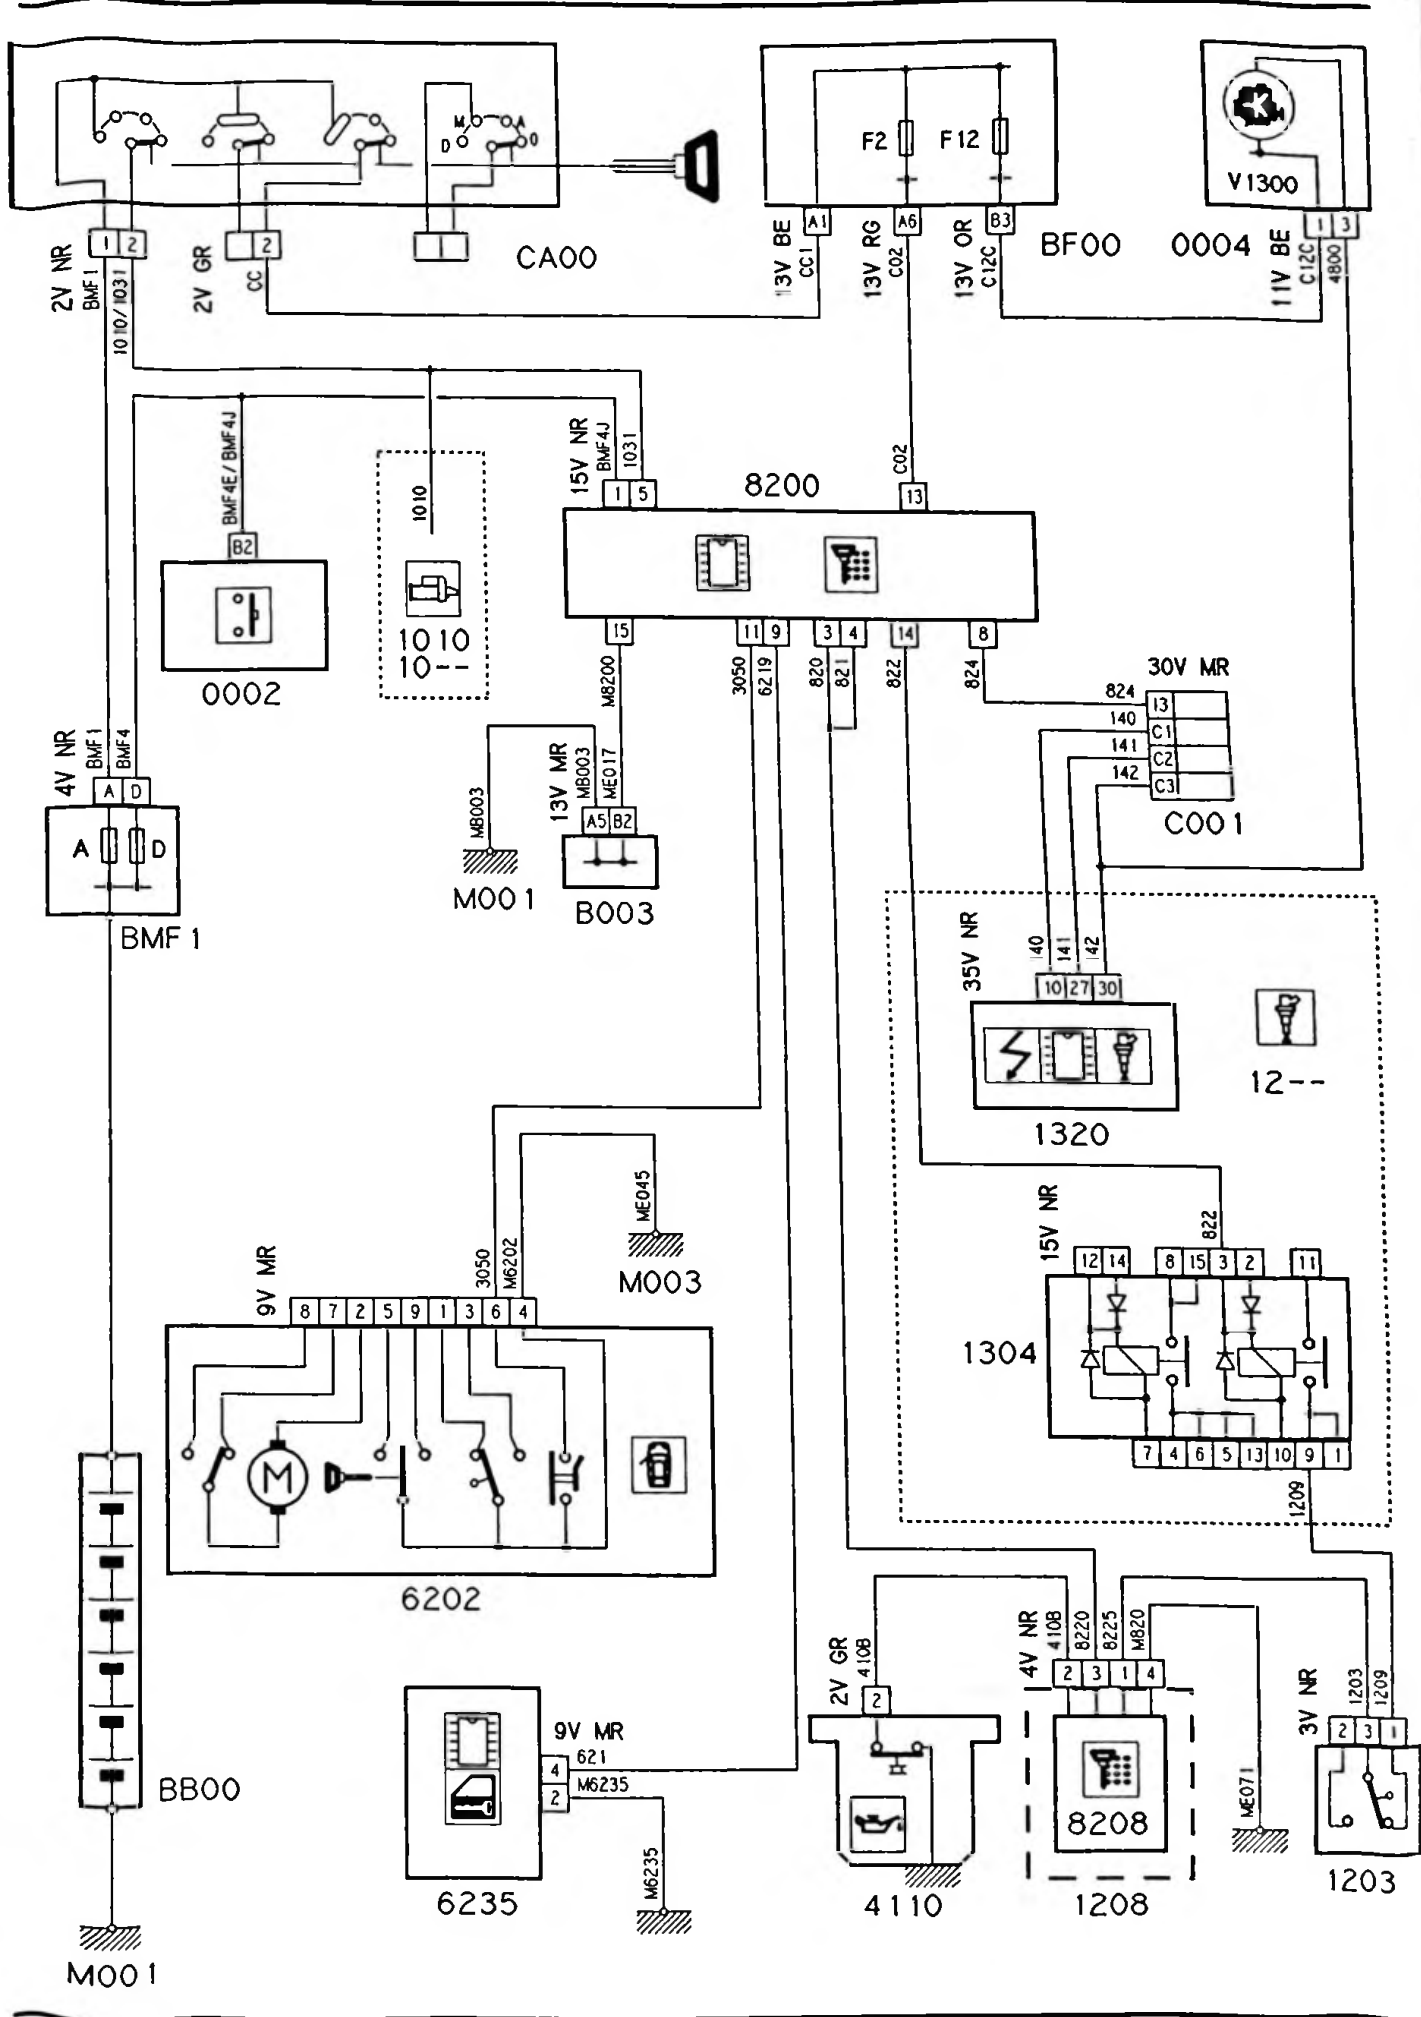 M A
D O
F2
F12
V1300
1 2
2
A1
A6
B3
1 3
CA00
BF00
0004
2V NR
BMF1
1010/1031
2V GR
CC
13V BE
CC1
13V RG
C02
13V OR
C12C
11V BE
C12C
4800
BMF4E/BMF4J
1010
15V NR
BMF4J
1031
C02
1 5
8200
13
B2
0002
1010
10--
15
11 9
3 4
14
8
M8200
3050
6219
820
821
822
824
30V MR
824 13
140 C1
141 C2
142 C3
C001
4V NR
BMF1
BMF4
A D
A D
BMF1
MB003
13V MR
MB003
ME017
A5 B2
M001
B003
35V NR
140
141
142
10 27 30
1320
12--
ME045
M003
15V NR
822
12 14
8 15 3 2
11
1304
7 4 6 5 13 10 9 1
1209
9V MR
3050
M6202
8 7 2 5 9 1 3 6 4
M
6202
BB00
M001
9V MR
4 621
2 M6235
M6235
6235
2V GR
410B
2
4110
4V NR
410B
8220
8225
M820
2 3 1 4
8208
1208
ME071
3V NR
1203
1209
2 3 1
1203